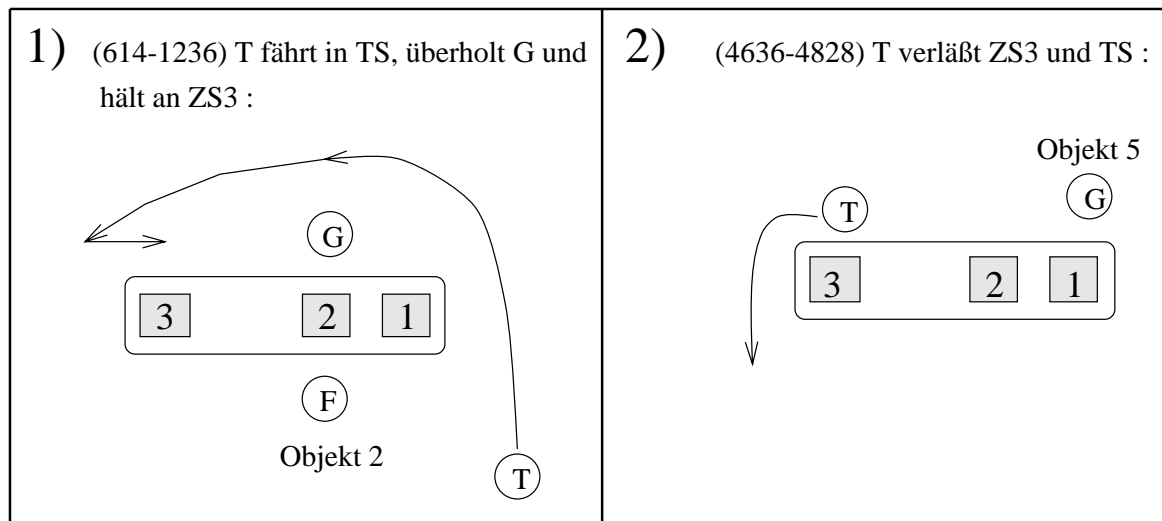 1) (614-1236) T fährt in TS, überholt G und
hält an ZS3 :
G
3 2 1
F
Objekt 2
T
2) (4636-4828) T verläßt ZS3 und TS :
Objekt 5
T G
3 2 1